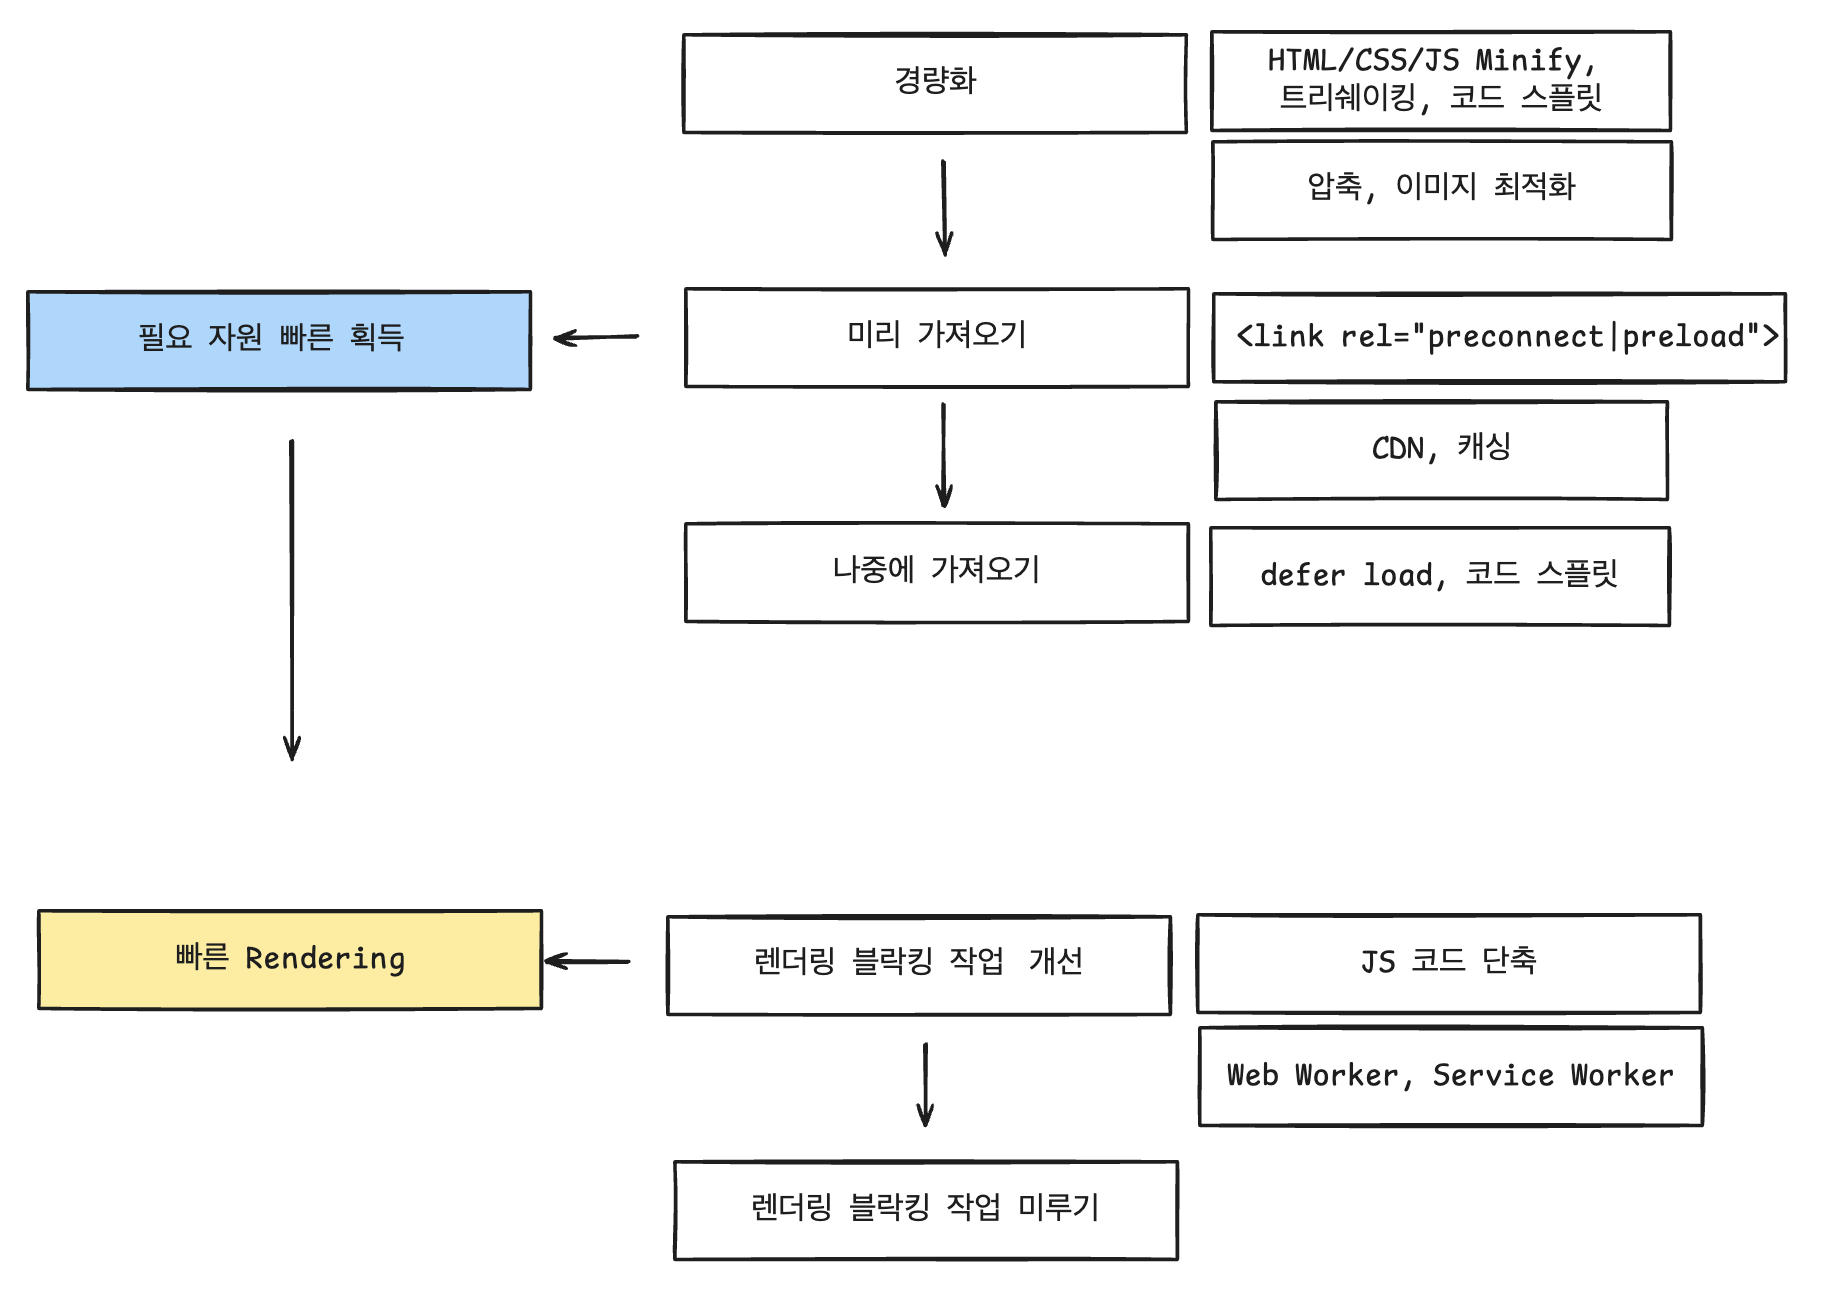 경량화
HTML/CSS/JS Minify,
트리쉐이킹, 코드 스플릿
압축, 이미지 최적화
필요 자원 빠른 획득
미리 가져오기
<link rel="preconnect|preload">
CDN, 캐싱
나중에 가져오기
defer load, 코드 스플릿
빠른 Rendering
렌더링 블락킹 작업 개선
JS 코드 단축
Web Worker, Service Worker
렌더링 블락킹 작업 미루기